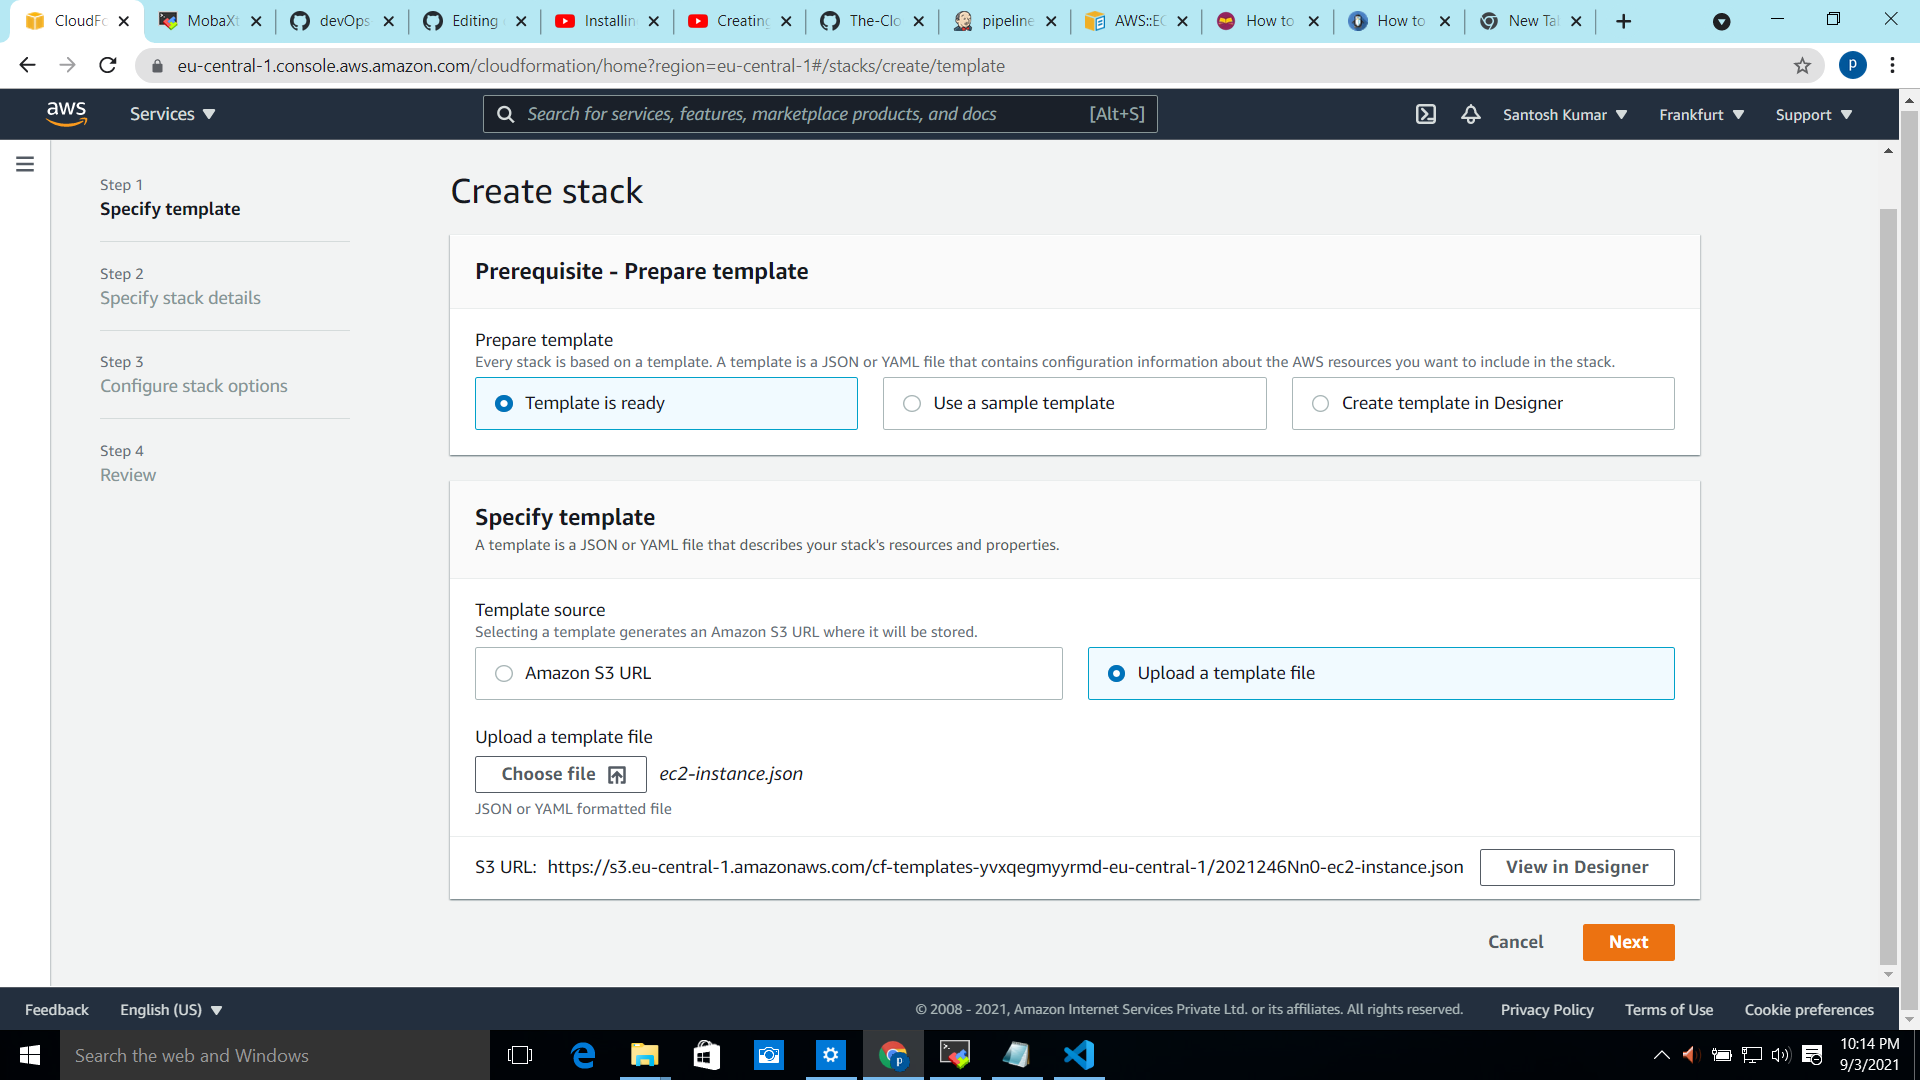 CloudFo
MobaXt
devOps
Editing
Installin
Creating
The-Clo
pipeline
AWS::EC
How to
How to
New Tab
eu-central-1.console.aws.amazon.com/cloudformation/home?region=eu-central-1#/stacks/create/template
p
aws
Services
Search for services, features, marketplace products, and docs
[Alt+S]
Santosh Kumar
Frankfurt
Support
Step 1
Specify template
Step 2
Specify stack details
Step 3
Configure stack options
Step 4
Review
Create stack
Prerequisite - Prepare template
Prepare template
Every stack is based on a template. A template is a JSON or YAML file that contains configuration information about the AWS resources you want to include in the stack.
Template is ready
Use a sample template
Create template in Designer
Specify template
A template is a JSON or YAML file that describes your stack's resources and properties.
Template source
Selecting a template generates an Amazon S3 URL where it will be stored.
Amazon S3 URL
Upload a template file
Upload a template file
Choose file
ec2-instance.json
JSON or YAML formatted file
S3 URL: https://s3.eu-central-1.amazonaws.com/cf-templates-yvxqegmyyrmd-eu-central-1/2021246Nn0-ec2-instance.json
View in Designer
Cancel
Next
Feedback
English (US)
© 2008 - 2021, Amazon Internet Services Private Ltd. or its affiliates. All rights reserved.
Privacy Policy
Terms of Use
Cookie preferences
Search the web and Windows
p
10:14 PM
9/3/2021